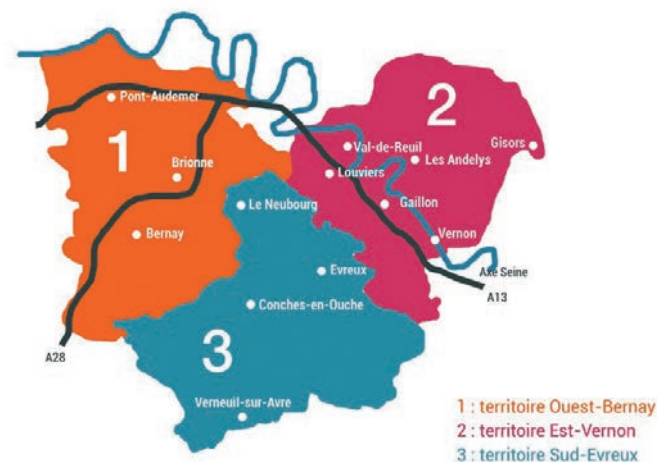 Pont-Audemer
2
1
Val-de-Reuil
Gisors
Les Andelys
Brionne
Louviers
Le Neubourg
Gaillon
Bernay
Vernon
Evreux
Axe Seine
A13
Conches-en-Ouche
3
A28
Verneuil-sur-Avre
1 : territoire Ouest-Bernay
2 : territoire Est-Vernon
3 : territoire Sud-Evreux